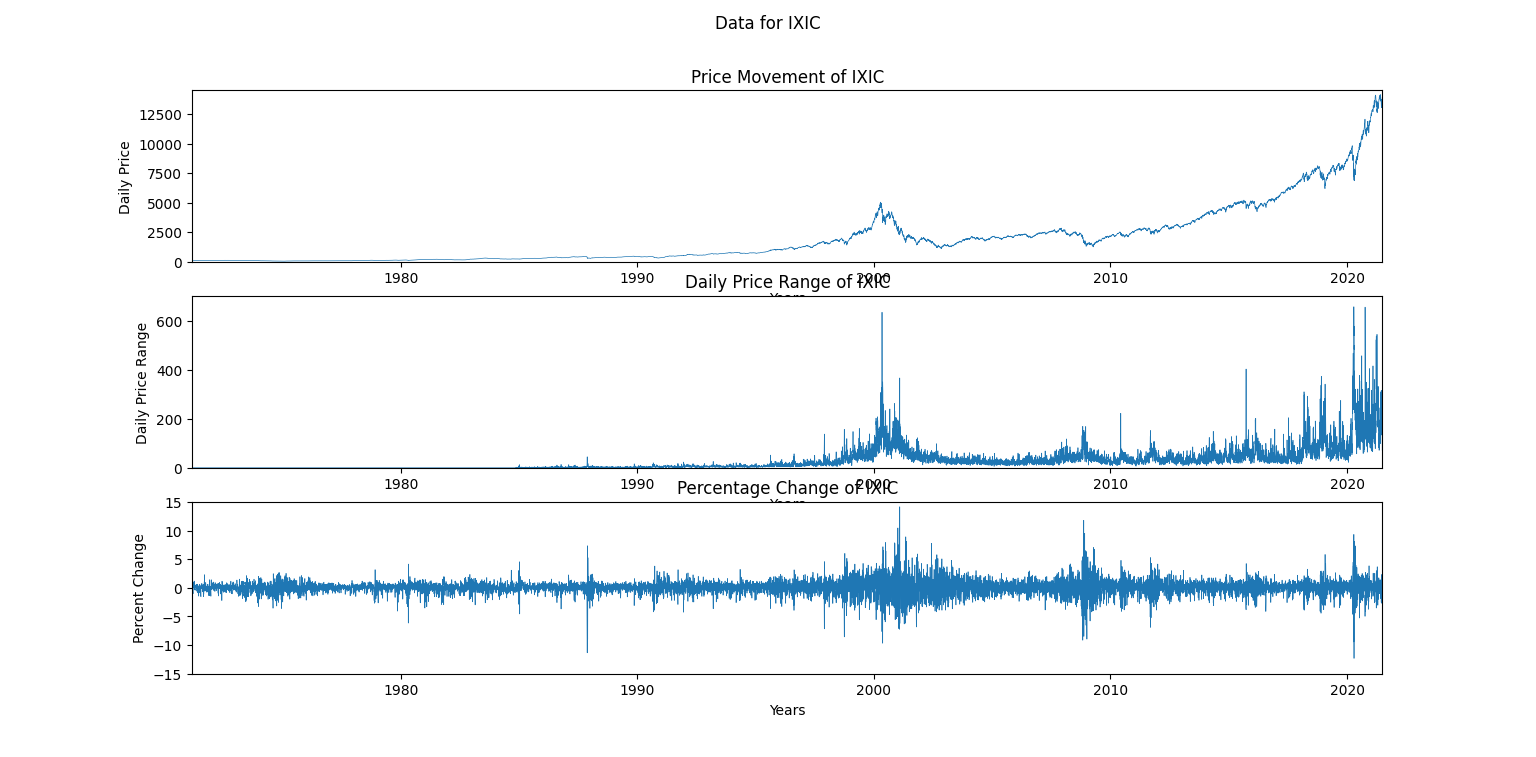 Data for IXIC
Price Movement of IXIC
Daily Price
12500
10000
7500
5000
2500
0
1980 1990 2000 2010 2020
Years
Daily Price Range of IXIC
Daily Price Range
600
400
200
0
1980 1990 2000 2010 2020
Years
Percentage Change of IXIC
Percent Change
15
10
5
0
−5
−10
−15
1980 1990 2000 2010 2020
Years